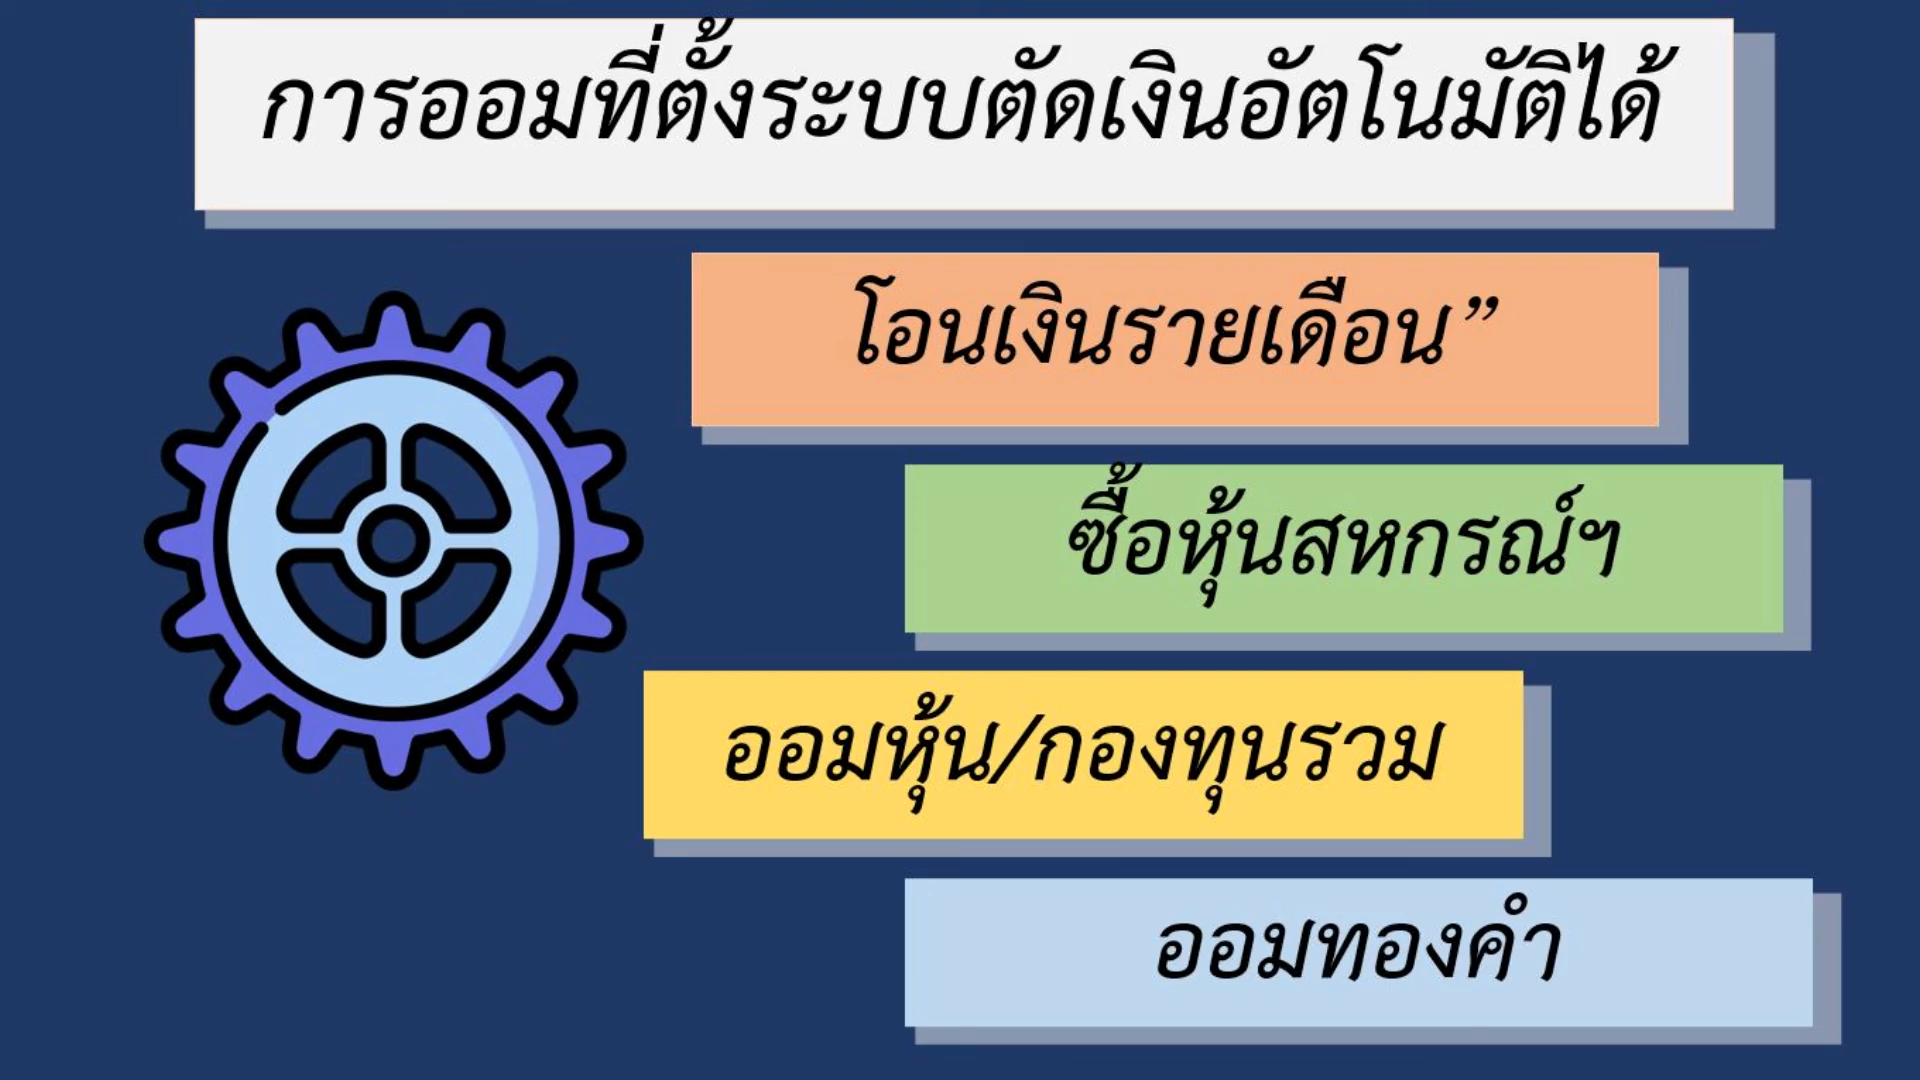 การออมที่ตั้งระบบตัดเงินอัตโนมัติได้
โอนเงินรายเดือน”
ซื้อหุ้นสหกรณ์ฯ
ออมหุ้น/กองทุนรวม
ออมทองคำ